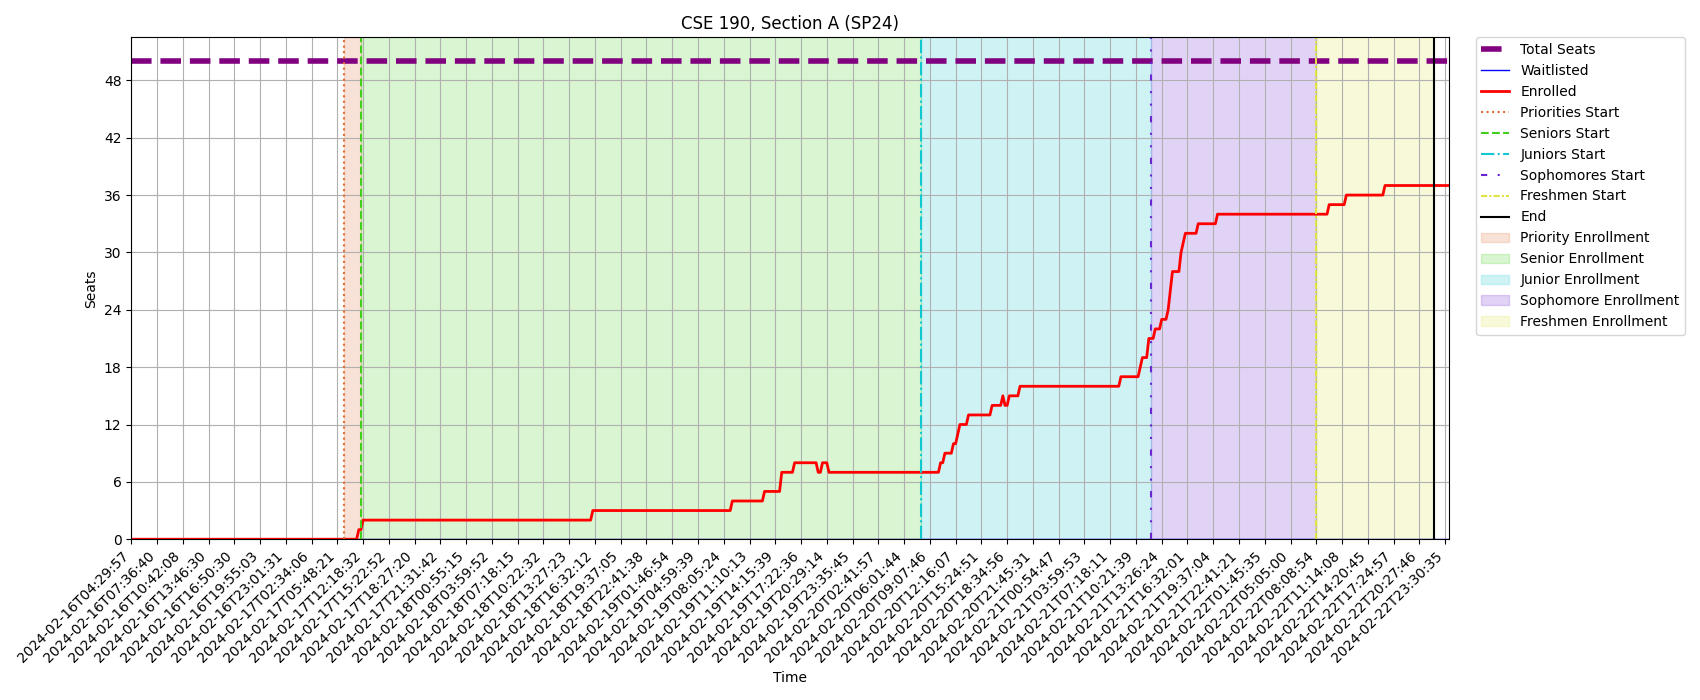 CSE 190, Section A (SP24)
Seats
48
42
36
30
24
18
12
6
0
2024-02-16T04:29:57
2024-02-16T07:36:40
2024-02-16T10:42:08
2024-02-16T13:46:30
2024-02-16T16:50:30
2024-02-16T19:55:03
2024-02-16T23:01:31
2024-02-17T02:34:06
2024-02-17T05:48:21
2024-02-17T12:18:32
2024-02-17T15:22:52
2024-02-17T18:27:20
2024-02-17T21:31:42
2024-02-18T00:55:15
2024-02-18T03:59:52
2024-02-18T07:18:15
2024-02-18T10:22:32
2024-02-18T13:27:23
2024-02-18T16:32:12
2024-02-18T19:37:05
2024-02-18T22:41:38
2024-02-19T01:46:54
2024-02-19T04:59:39
2024-02-19T08:05:24
2024-02-19T11:10:13
2024-02-19T14:15:39
2024-02-19T17:22:36
2024-02-19T20:29:14
2024-02-19T23:35:45
2024-02-20T02:41:57
2024-02-20T06:01:44
2024-02-20T09:07:46
2024-02-20T12:16:07
2024-02-20T15:24:51
2024-02-20T18:34:56
2024-02-20T21:45:31
2024-02-21T00:54:47
2024-02-21T03:59:53
2024-02-21T07:18:11
2024-02-21T10:21:39
2024-02-21T13:26:24
2024-02-21T16:32:01
2024-02-21T19:37:04
2024-02-21T22:41:21
2024-02-22T01:45:35
2024-02-22T05:05:00
2024-02-22T08:08:54
2024-02-22T11:14:08
2024-02-22T14:20:45
2024-02-22T17:24:57
2024-02-22T20:27:46
2024-02-22T23:30:35
Time
Total Seats
Waitlisted
Enrolled
Priorities Start
Seniors Start
Juniors Start
Sophomores Start
Freshmen Start
End
Priority Enrollment
Senior Enrollment
Junior Enrollment
Sophomore Enrollment
Freshmen Enrollment